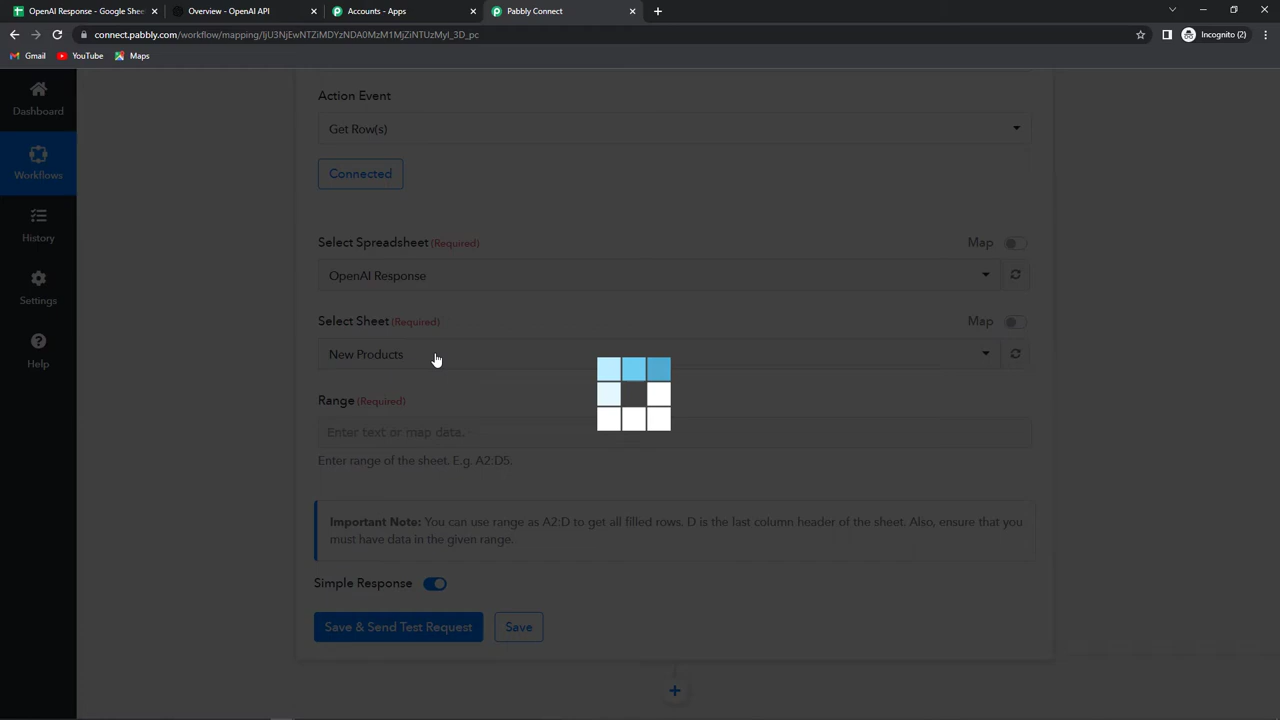 OpenAI Response - Google Shee
Overview - OpenAI API
Accounts - Apps
Pabbly Connect
connect.pabbly.com/workflow/mapping/IjU3NjEwNTZiMDYzNDA0MzM1MjZiNTUzMyI_3D_pc
Incognito (2)
Gmail
YouTube
Maps
Dashboard
Workflows
History
Settings
Help
Action Event
Get Row(s)
Connected
Select Spreadsheet (Required)
Map
OpenAI Response
Select Sheet (Required)
Map
New Products
Range (Required)
Enter text or map data.
Enter range of the sheet. E.g. A2:D5.
Important Note: You can use range as A2:D to get all filled rows. D is the last column header of the sheet. Also, ensure that you
must have data in the given range.
Simple Response
Save & Send Test Request
Save